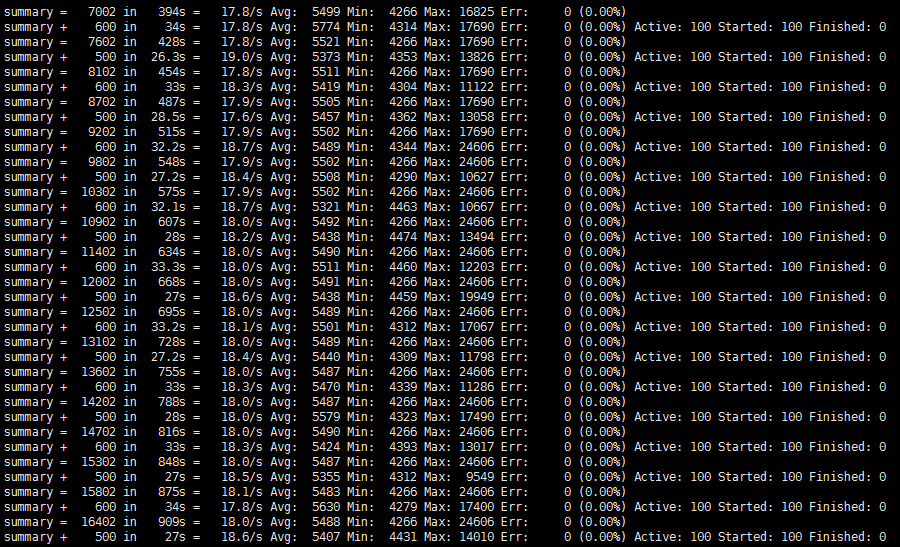 summary =   7002 in    394s =   17.8/s Avg:  5499 Min:  4266 Max: 16825 Err:     0 (0.00%)
summary +    600 in     34s =   17.8/s Avg:  5774 Min:  4314 Max: 17690 Err:     0 (0.00%) Active: 100 Started: 100 Finished: 0
summary =   7602 in    428s =   17.8/s Avg:  5521 Min:  4266 Max: 17690 Err:     0 (0.00%)
summary +    500 in   26.3s =   19.0/s Avg:  5373 Min:  4353 Max: 13826 Err:     0 (0.00%) Active: 100 Started: 100 Finished: 0
summary =   8102 in    454s =   17.8/s Avg:  5511 Min:  4266 Max: 17690 Err:     0 (0.00%)
summary +    600 in     33s =   18.3/s Avg:  5419 Min:  4304 Max: 11122 Err:     0 (0.00%) Active: 100 Started: 100 Finished: 0
summary =   8702 in    487s =   17.9/s Avg:  5505 Min:  4266 Max: 17690 Err:     0 (0.00%)
summary +    500 in   28.5s =   17.6/s Avg:  5457 Min:  4362 Max: 13058 Err:     0 (0.00%) Active: 100 Started: 100 Finished: 0
summary =   9202 in    515s =   17.9/s Avg:  5502 Min:  4266 Max: 17690 Err:     0 (0.00%)
summary +    600 in   32.2s =   18.7/s Avg:  5489 Min:  4344 Max: 24606 Err:     0 (0.00%) Active: 100 Started: 100 Finished: 0
summary =   9802 in    548s =   17.9/s Avg:  5502 Min:  4266 Max: 24606 Err:     0 (0.00%)
summary +    500 in   27.2s =   18.4/s Avg:  5508 Min:  4290 Max: 10627 Err:     0 (0.00%) Active: 100 Started: 100 Finished: 0
summary =  10302 in    575s =   17.9/s Avg:  5502 Min:  4266 Max: 24606 Err:     0 (0.00%)
summary +    600 in   32.1s =   18.7/s Avg:  5321 Min:  4463 Max: 10667 Err:     0 (0.00%) Active: 100 Started: 100 Finished: 0
summary =  10902 in    607s =   18.0/s Avg:  5492 Min:  4266 Max: 24606 Err:     0 (0.00%)
summary +    500 in     28s =   18.2/s Avg:  5438 Min:  4474 Max: 13494 Err:     0 (0.00%) Active: 100 Started: 100 Finished: 0
summary =  11402 in    634s =   18.0/s Avg:  5490 Min:  4266 Max: 24606 Err:     0 (0.00%)
summary +    600 in   33.3s =   18.0/s Avg:  5511 Min:  4460 Max: 12203 Err:     0 (0.00%) Active: 100 Started: 100 Finished: 0
summary =  12002 in    668s =   18.0/s Avg:  5491 Min:  4266 Max: 24606 Err:     0 (0.00%)
summary +    500 in     27s =   18.6/s Avg:  5438 Min:  4459 Max: 19949 Err:     0 (0.00%) Active: 100 Started: 100 Finished: 0
summary =  12502 in    695s =   18.0/s Avg:  5489 Min:  4266 Max: 24606 Err:     0 (0.00%)
summary +    600 in   33.2s =   18.1/s Avg:  5501 Min:  4312 Max: 17067 Err:     0 (0.00%) Active: 100 Started: 100 Finished: 0
summary =  13102 in    728s =   18.0/s Avg:  5489 Min:  4266 Max: 24606 Err:     0 (0.00%)
summary +    500 in   27.2s =   18.4/s Avg:  5440 Min:  4309 Max: 11798 Err:     0 (0.00%) Active: 100 Started: 100 Finished: 0
summary =  13602 in    755s =   18.0/s Avg:  5487 Min:  4266 Max: 24606 Err:     0 (0.00%)
summary +    600 in     33s =   18.3/s Avg:  5470 Min:  4339 Max: 11286 Err:     0 (0.00%) Active: 100 Started: 100 Finished: 0
summary =  14202 in    788s =   18.0/s Avg:  5487 Min:  4266 Max: 24606 Err:     0 (0.00%)
summary +    500 in     28s =   18.0/s Avg:  5579 Min:  4323 Max: 17490 Err:     0 (0.00%) Active: 100 Started: 100 Finished: 0
summary =  14702 in    816s =   18.0/s Avg:  5490 Min:  4266 Max: 24606 Err:     0 (0.00%)
summary +    600 in     33s =   18.3/s Avg:  5424 Min:  4393 Max: 13017 Err:     0 (0.00%) Active: 100 Started: 100 Finished: 0
summary =  15302 in    848s =   18.0/s Avg:  5487 Min:  4266 Max: 24606 Err:     0 (0.00%)
summary +    500 in     27s =   18.5/s Avg:  5355 Min:  4312 Max:  9549 Err:     0 (0.00%) Active: 100 Started: 100 Finished: 0
summary =  15802 in    875s =   18.1/s Avg:  5483 Min:  4266 Max: 24606 Err:     0 (0.00%)
summary +    600 in     34s =   17.8/s Avg:  5630 Min:  4279 Max: 17400 Err:     0 (0.00%) Active: 100 Started: 100 Finished: 0
summary =  16402 in    909s =   18.0/s Avg:  5488 Min:  4266 Max: 24606 Err:     0 (0.00%)
summary +    500 in     27s =   18.6/s Avg:  5407 Min:  4431 Max: 14010 Err:     0 (0.00%) Active: 100 Started: 100 Finished: 0